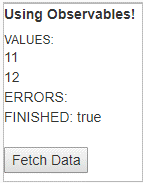 Using Observables!
VALUES:
11
12
ERRORS:
FINISHED: true
Fetch Data